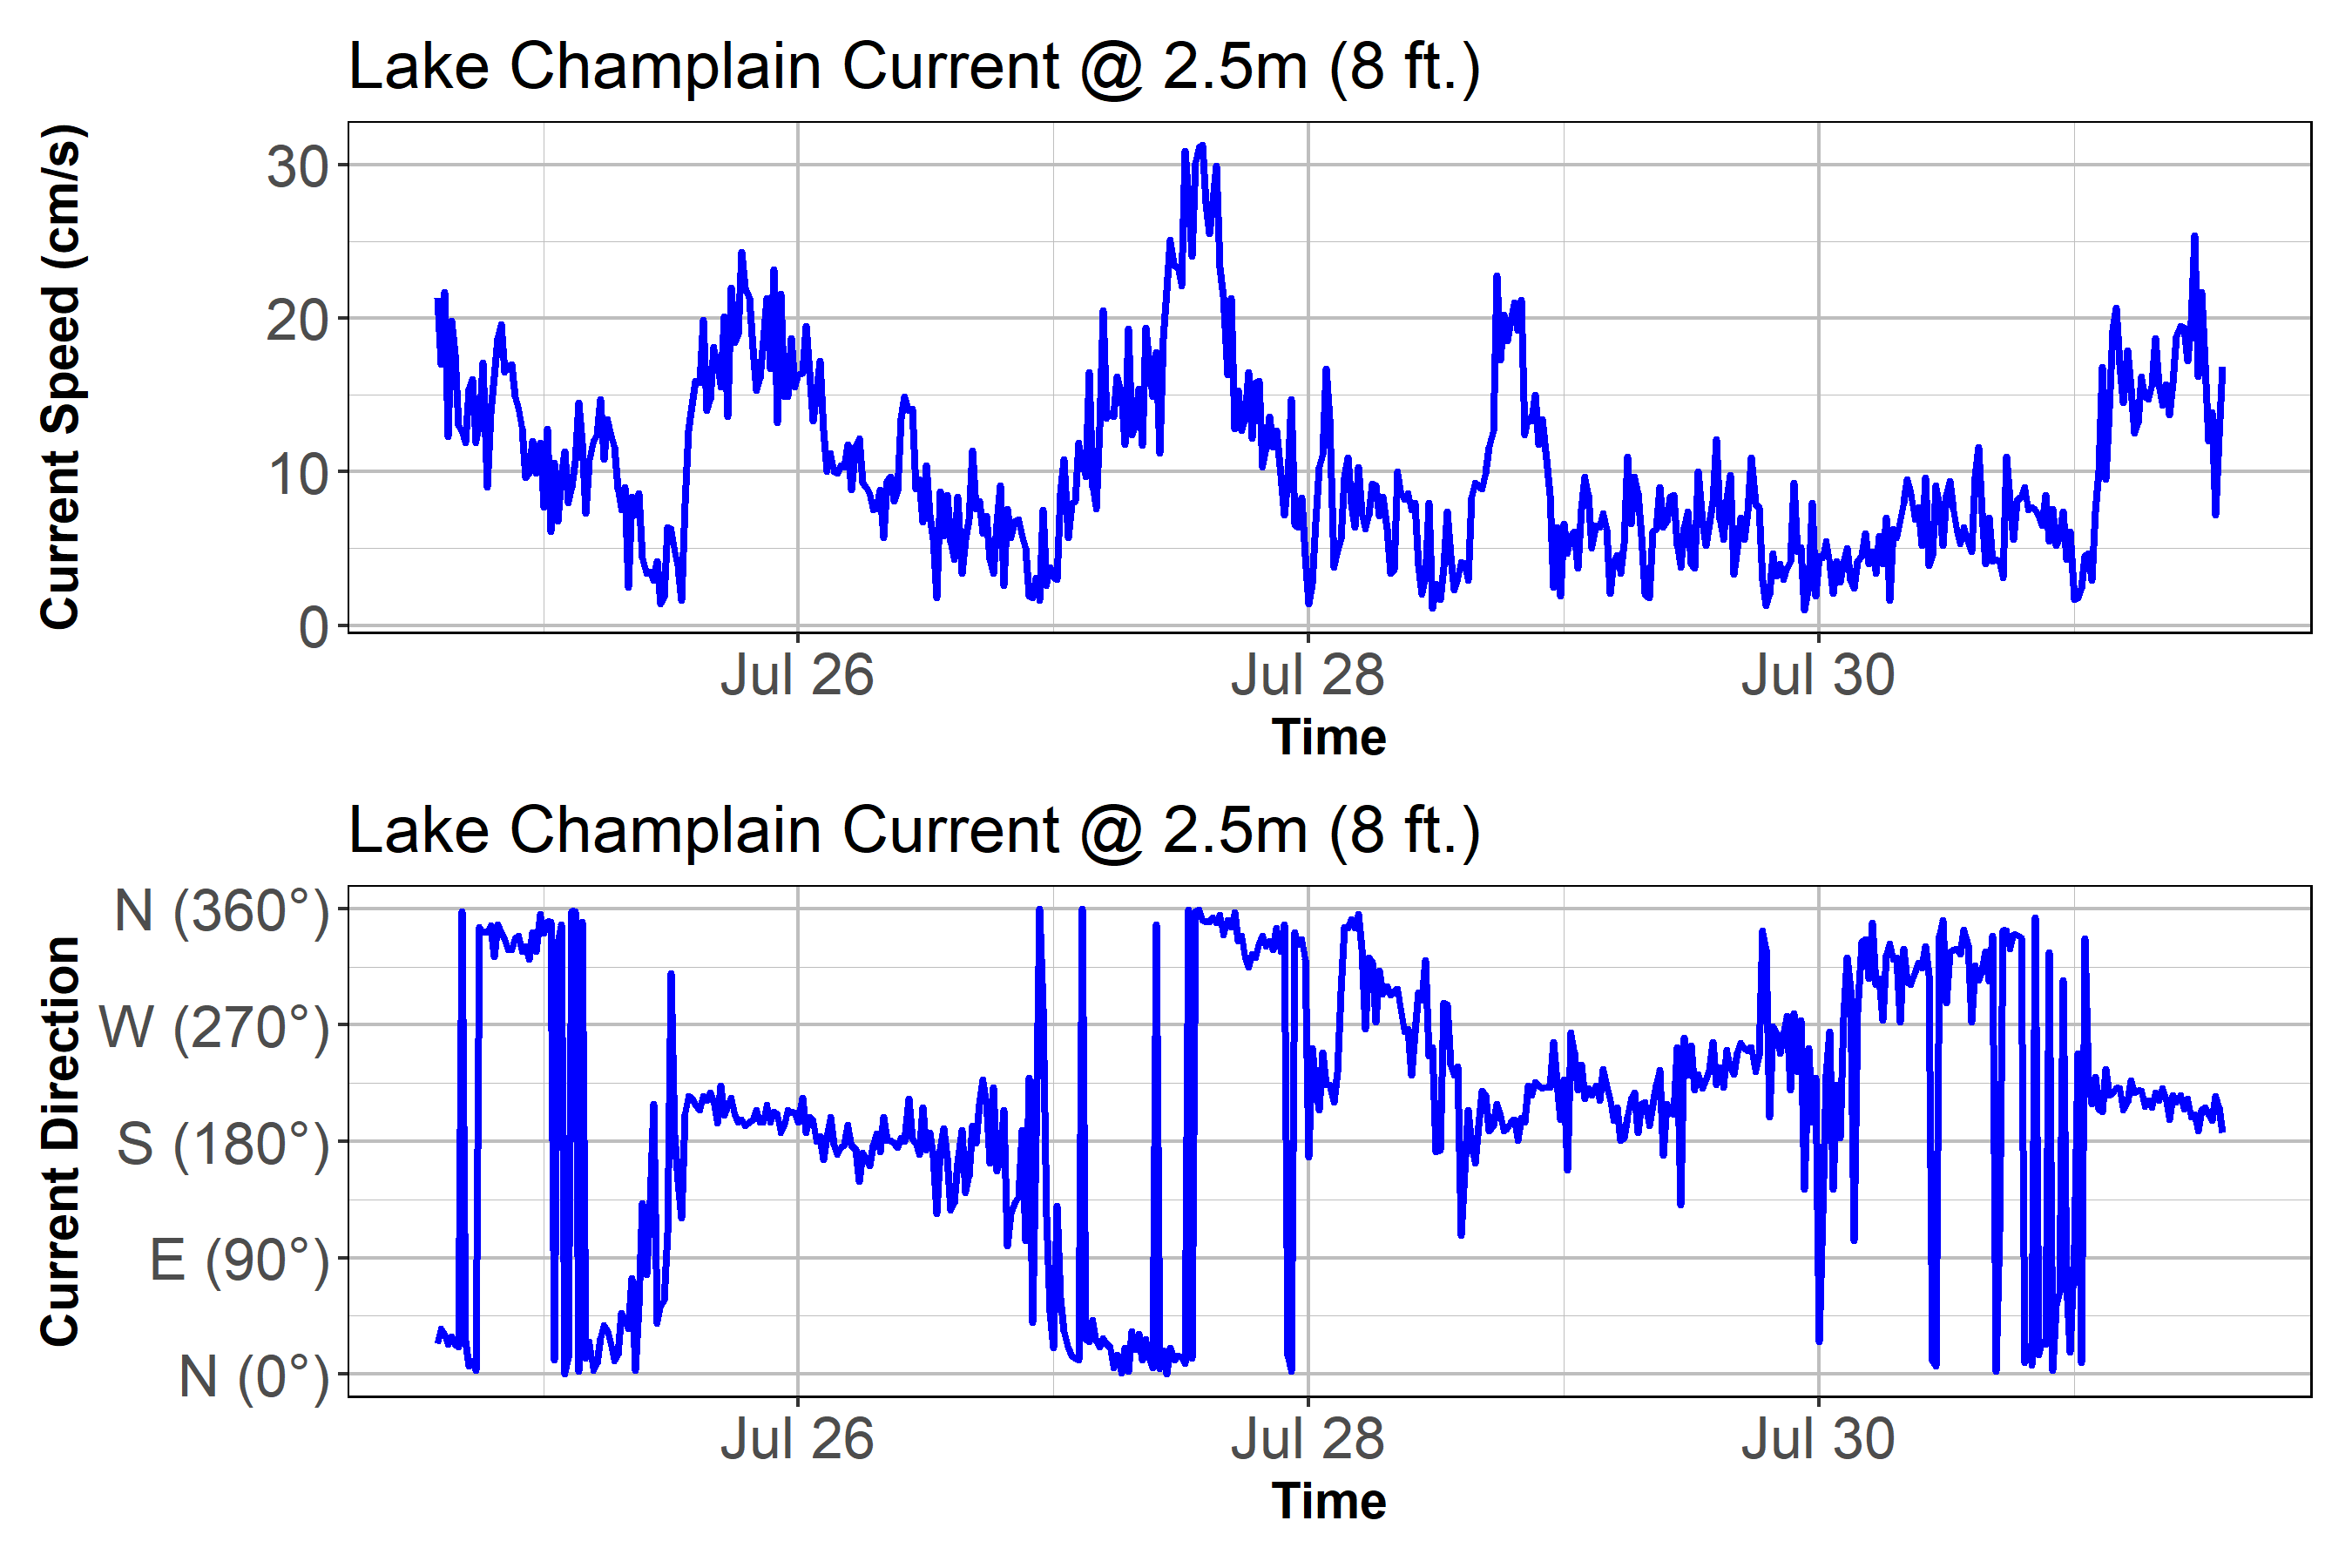 Lake Champlain Current @ 2.5m (8 ft.)
Current Speed (cm/s)
30
20
10
0
Jul 26 Jul 28 Jul 30
Time
Lake Champlain Current @ 2.5m (8 ft.)
Current Direction
N (360°)
W (270°)
S (180°)
E (90°)
N (0°)
Jul 26 Jul 28 Jul 30
Time